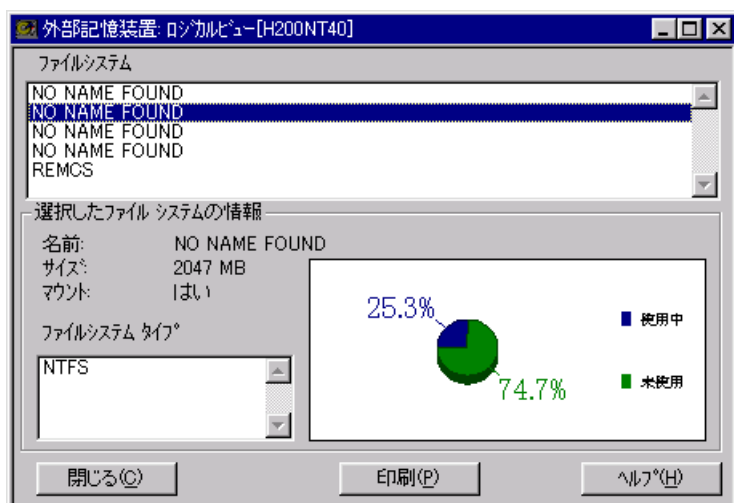 外部記憶装置: ﾛｼﾞｶﾙﾋﾞｭｰ[H200NT40]
ﾌｧｲﾙｼｽﾃﾑ
NO NAME FOUND
NO NAME FOUND
NO NAME FOUND
NO NAME FOUND
REMCS
選択したﾌｧｲﾙ ｼｽﾃﾑの情報
名前: NO NAME FOUND
ｻｲｽﾞ: 2047 MB
ﾏｳﾝﾄ: はい
ﾌｧｲﾙｼｽﾃﾑ ﾀｲﾌﾟ
NTFS
25.3%
74.7%
使用中
未使用
閉じる(C)
印刷(P)
ﾍﾙﾌﾟ(H)